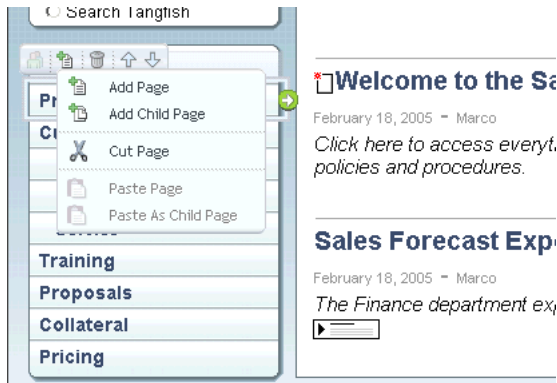 Search Tangfish
Add Page
Add Child Page
Cut Page
Paste Page
Paste As Child Page
Training
Proposals
Collateral
Pricing
Welcome to the Sa
February 18, 2005 - Marco
Click here to access everyta
policies and procedures.
Sales Forecast Exp
February 18, 2005 - Marco
The Finance department exp